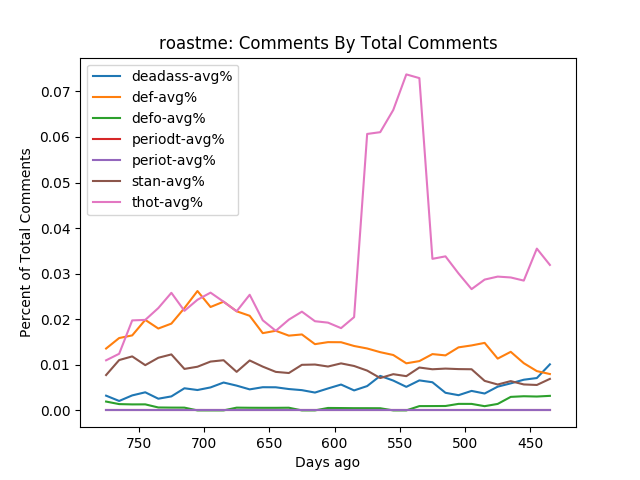 roastme: Comments By Total Comments
Percent of Total Comments
0.07
0.06
0.05
0.04
0.03
0.02
0.01
0.00
deadass-avg%
def-avg%
defo-avg%
periodt-avg%
periot-avg%
stan-avg%
thot-avg%
750 700 650 600 550 500 450
Days ago